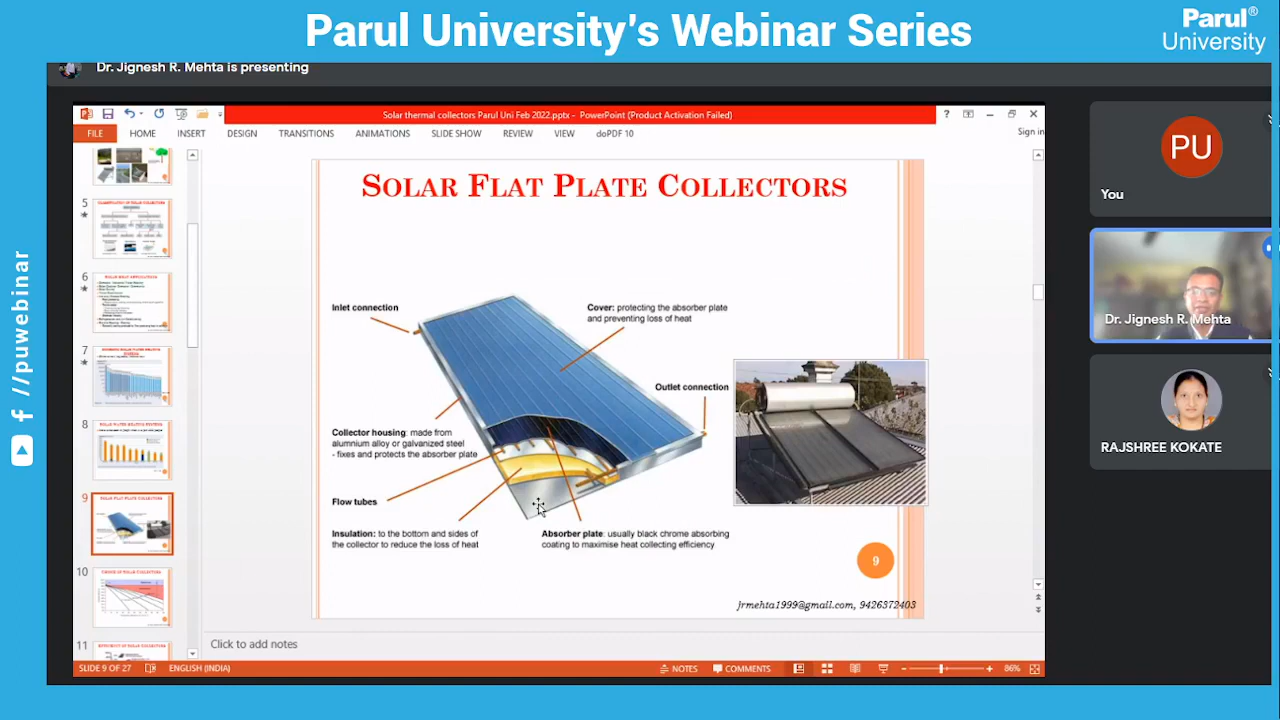 Parul University's Webinar Series
Parul®
University
Dr. Jignesh R. Mehta is presenting
Solar thermal collectors Parul Uni Feb 2022.pptx - PowerPoint (Product Activation Failed)
FILE HOME INSERT DESIGN TRANSITIONS ANIMATIONS SLIDE SHOW REVIEW VIEW doPDF 10
Sign in
5
6
7
8
9
10
11
SOLAR FLAT PLATE COLLECTORS
Inlet connection
Cover: protecting the absorber plate
and preventing loss of heat
Outlet connection
Collector housing: made from
alumnium alloy or galvanized steel
- fixes and protects the absorber plate
Flow tubes
Insulation: to the bottom and sides of
the collector to reduce the loss of heat
Absorber plate: usually black chrome absorbing
coating to maximise heat collecting efficiency
9
jrmehta1999@gmail.com, 9426372403
Click to add notes
SLIDE 9 OF 27 ENGLISH (INDIA) NOTES COMMENTS 86%
PU
You
Dr. Jignesh R. Mehta
RAJSHREE KOKATE
//puwebinar